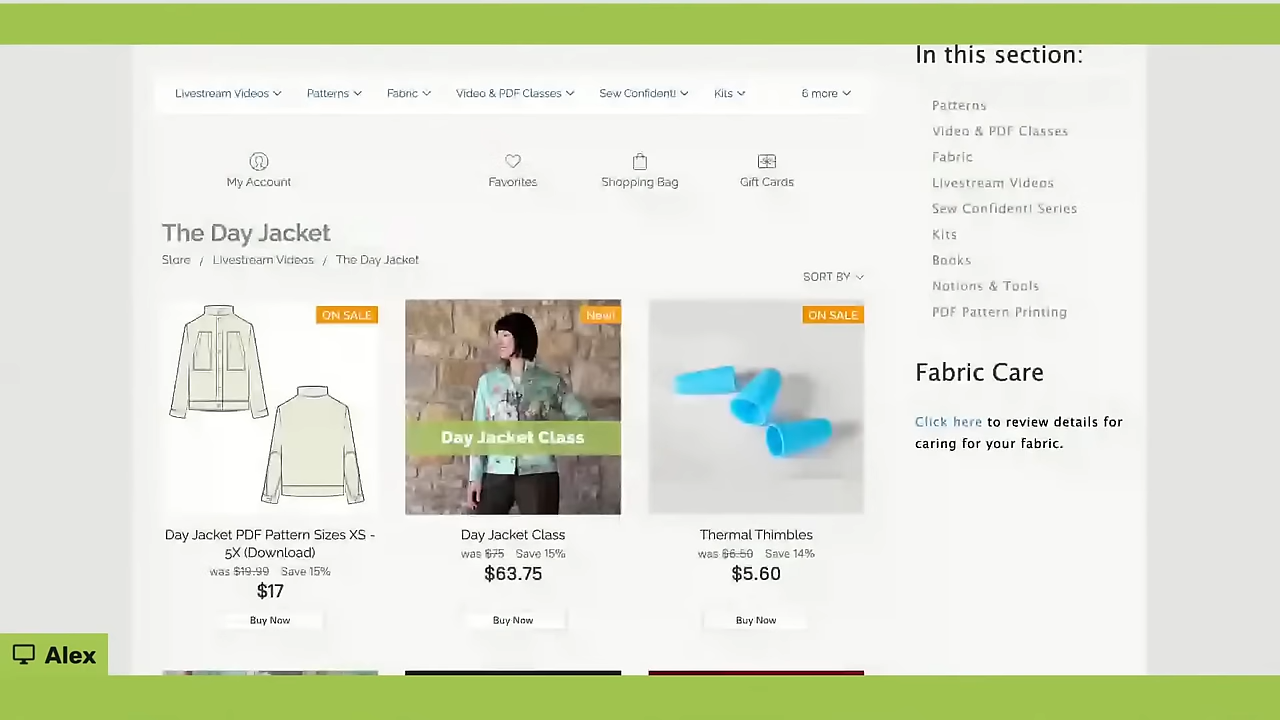 In this section:
Livestream Videos
Patterns
Fabric
Video & PDF Classes
Sew Confident!
Kits
6 more
My Account
Favorites
Shopping Bag
Gift Cards
The Day Jacket
Store / Livestream Videos / The Day Jacket
SORT BY
ON SALE
Day Jacket PDF Pattern Sizes XS -
5X (Download)
was $19.99 Save 15%
$17
Buy Now
New!
Day Jacket Class
Day Jacket Class
was $75 Save 15%
$63.75
Buy Now
ON SALE
Thermal Thimbles
was $6.50 Save 14%
$5.60
Buy Now
Patterns
Video & PDF Classes
Fabric
Livestream Videos
Sew Confident! Series
Kits
Books
Notions & Tools
PDF Pattern Printing
Fabric Care
Click here to review details for
caring for your fabric.
Alex